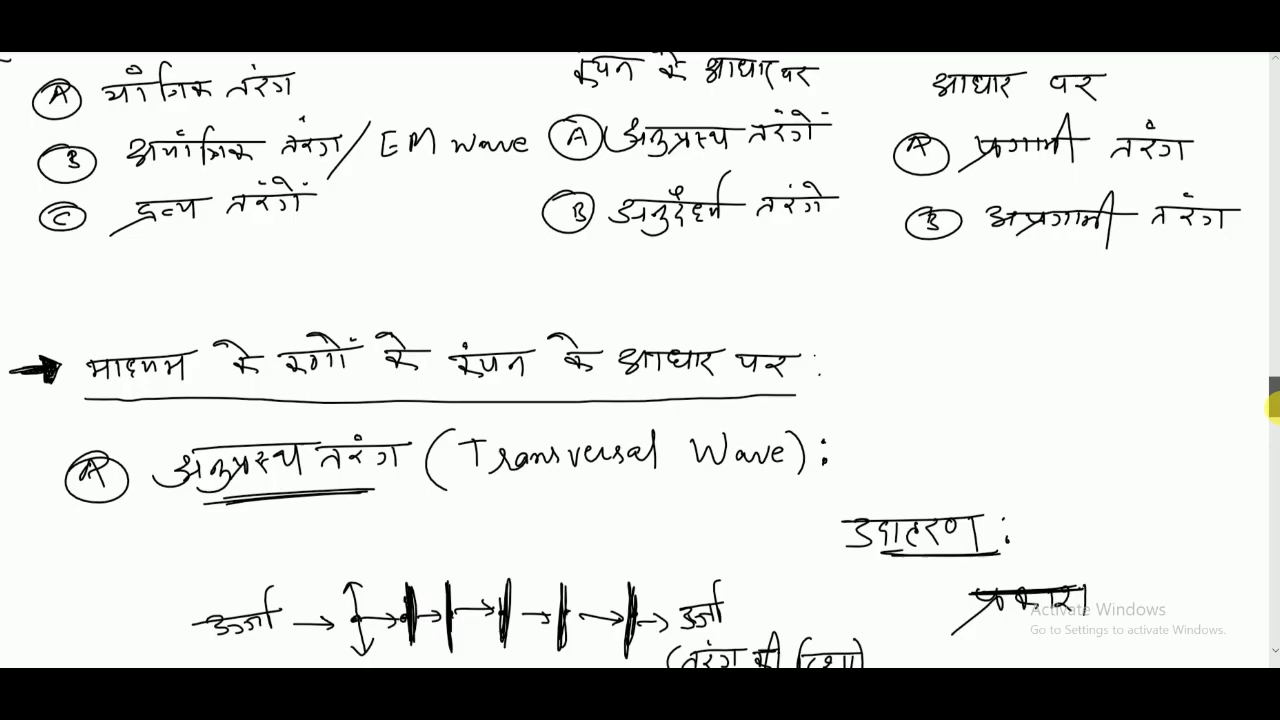 कंपन के आधार पर
आधार पर
A यांत्रिक तरंग
B अयांत्रिक तरंग / EM wave
C द्रव्य तरंगें
A अनुप्रस्थ तरंगें
B अनुदैर्ध्य तरंगे
A प्रगामी तरंग
B अप्रगामी तरंग
माध्यम के कणों के कंपन के आधार पर :
A अनुप्रस्थ तरंग (Transversal Wave) :
उदाहरण :
ऊर्जा → → → → → → ऊर्जा
प्रकाश
(तरंग की दिशा)
Activate Windows
Go to Settings to activate Windows.